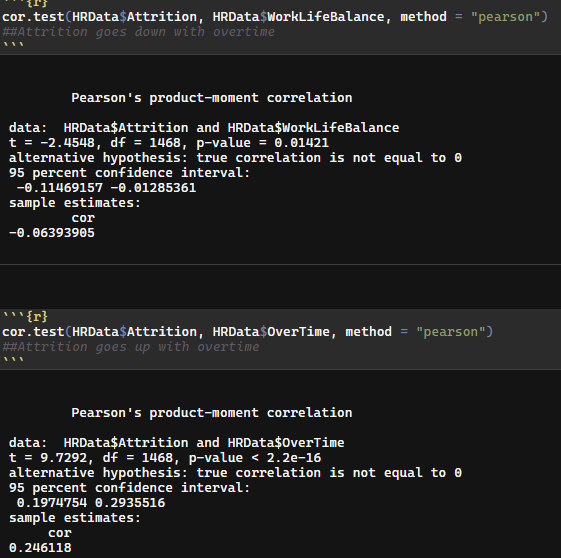 ```{r}
cor.test(HRData$Attrition, HRData$WorkLifeBalance, method = "pearson")
##Attrition goes down with overtime
```
Pearson's product-moment correlation
data:  HRData$Attrition and HRData$WorkLifeBalance
t = -2.4548, df = 1468, p-value = 0.01421
alternative hypothesis: true correlation is not equal to 0
95 percent confidence interval:
-0.11469157 -0.01285361
sample estimates:
cor
-0.06393905
```{r}
cor.test(HRData$Attrition, HRData$OverTime, method = "pearson")
##Attrition goes up with overtime
```
Pearson's product-moment correlation
data:  HRData$Attrition and HRData$OverTime
t = 9.7292, df = 1468, p-value < 2.2e-16
alternative hypothesis: true correlation is not equal to 0
95 percent confidence interval:
0.1974754 0.2935516
sample estimates:
cor
0.246118